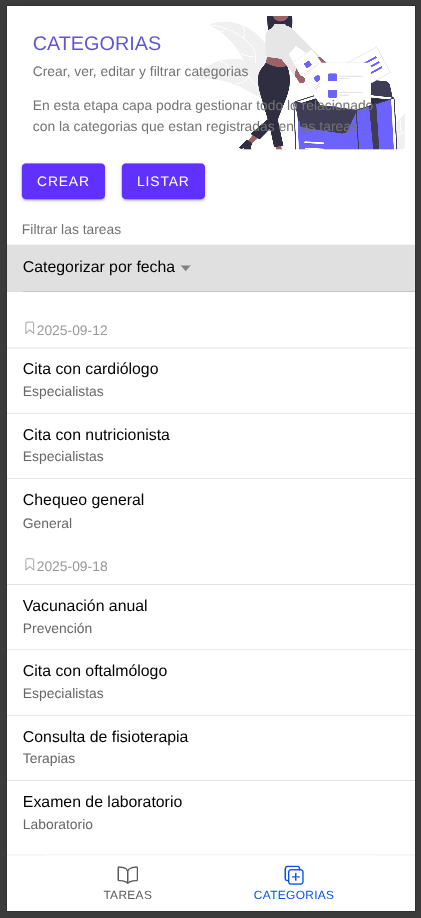 CATEGORIAS
Crear, ver, editar y filtrar categorias
En esta etapa capa podra gestionar todo lo relacionado
con la categorias que estan registradas en las tareas
CREAR
LISTAR
Filtrar las tareas
Categorizar por fecha
2025-09-12
Cita con cardiólogo
Especialistas
Cita con nutricionista
Especialistas
Chequeo general
General
2025-09-18
Vacunación anual
Prevención
Cita con oftalmólogo
Especialistas
Consulta de fisioterapia
Terapias
Examen de laboratorio
Laboratorio
TAREAS
CATEGORIAS